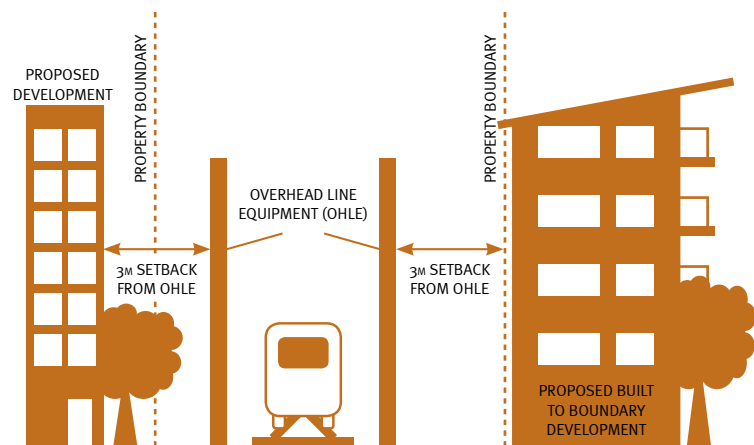 PROPOSED
DEVELOPMENT
PROPERTY BOUNDARY
OVERHEAD LINE
EQUIPMENT (OHLE)
PROPERTY BOUNDARY
3M SETBACK
FROM OHLE
3M SETBACK
FROM OHLE
PROPOSED BUILT
TO BOUNDARY
DEVELOPMENT